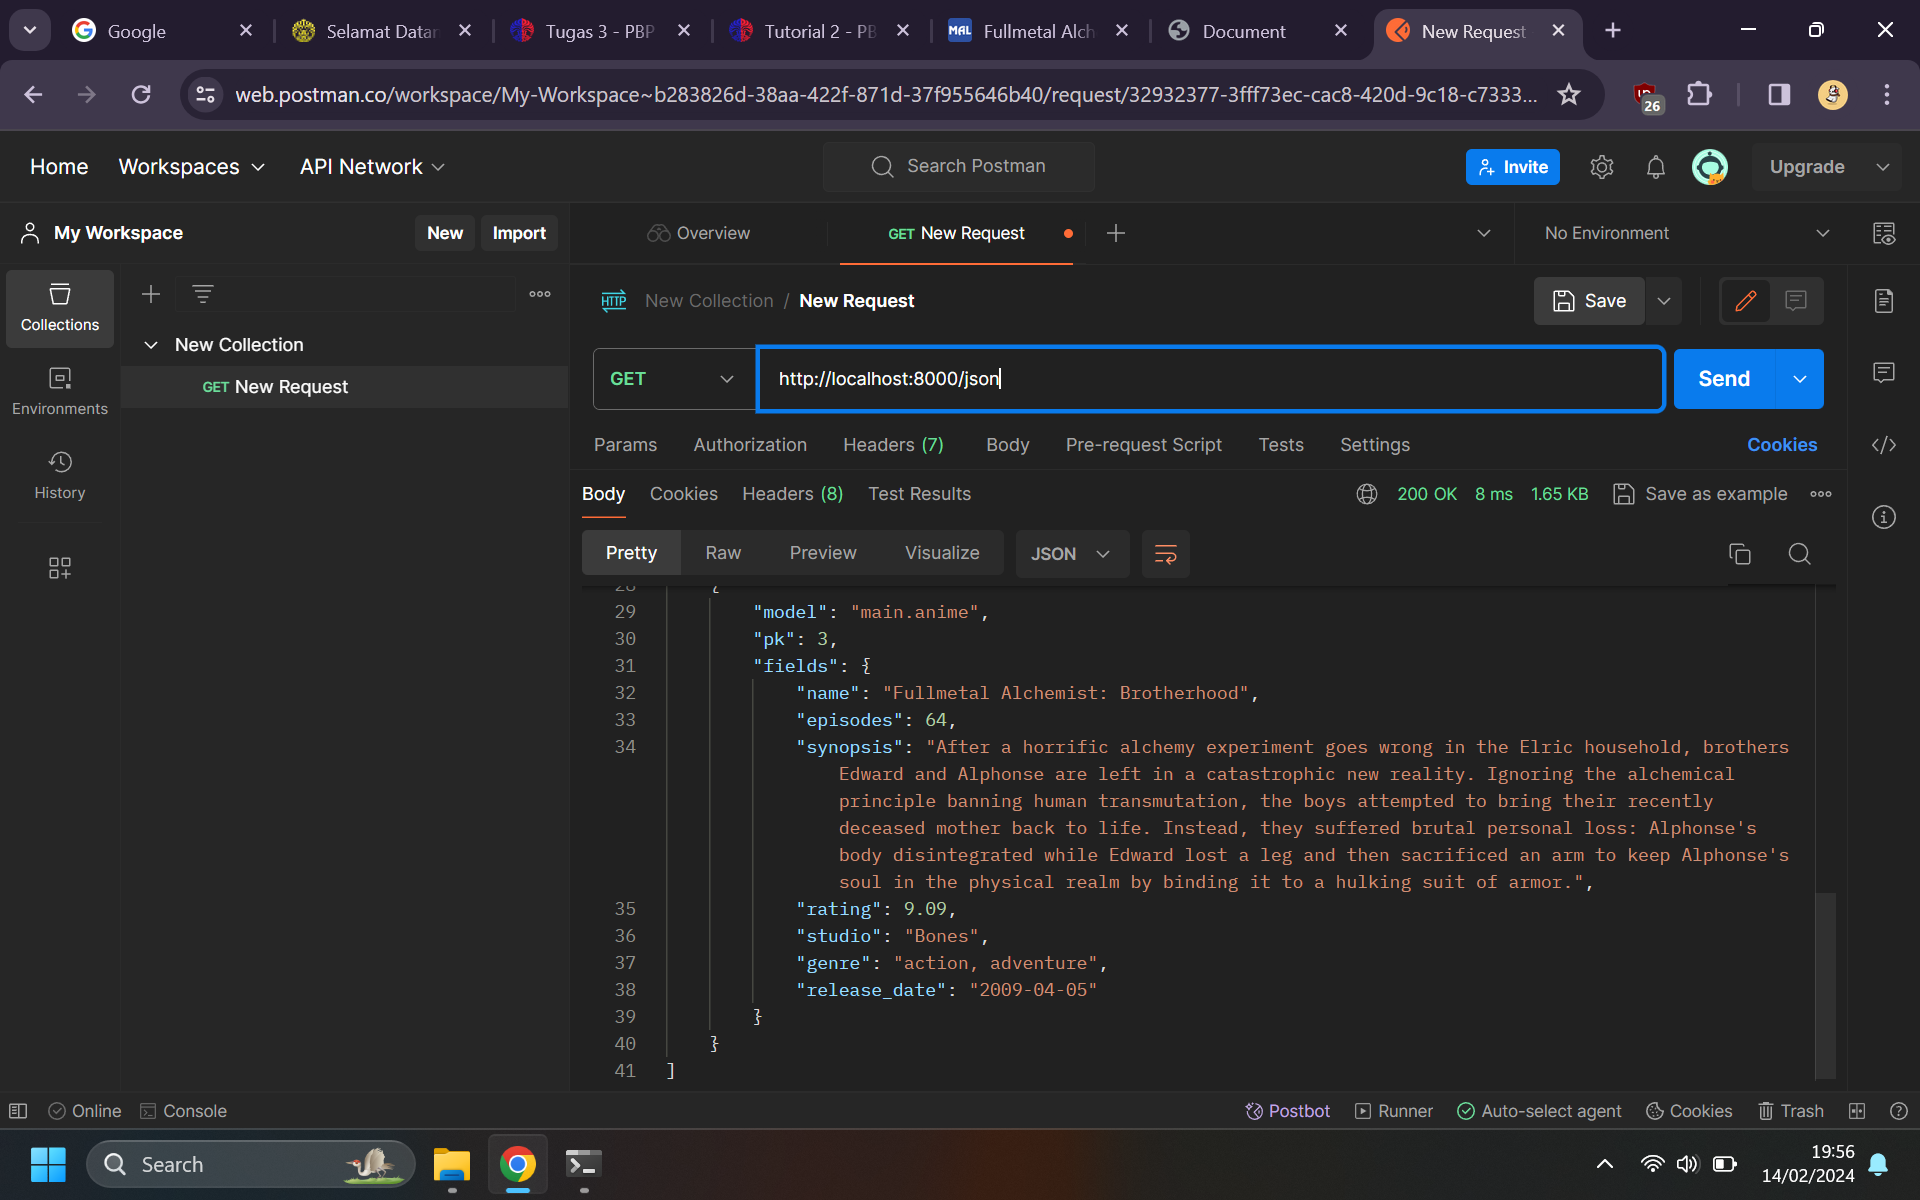 Google
Selamat Datan
Tugas 3 - PBP
Tutorial 2 - PB
MAL
Fullmetal Alch
Document
New Request
web.postman.co/workspace/My-Workspace~b283826d-38aa-422f-871d-37f955646b40/request/32932377-3fff73ec-cac8-420d-9c18-c7333...
26
Home
Workspaces
API Network
Search Postman
Invite
Upgrade
My Workspace
New
Import
Overview
GET New Request
No Environment
Collections
Environments
History
New Collection
GET New Request
HTTP
New Collection / New Request
Save
GET
http://localhost:8000/json
Send
Params
Authorization
Headers (7)
Body
Pre-request Script
Tests
Settings
Cookies
Body
Cookies
Headers (8)
Test Results
200 OK
8 ms
1.65 KB
Save as example
Pretty
Raw
Preview
Visualize
JSON
28 {
29 "model": "main.anime",
30 "pk": 3,
31 "fields": {
32 "name": "Fullmetal Alchemist: Brotherhood",
33 "episodes": 64,
34 "synopsis": "After a horrific alchemy experiment goes wrong in the Elric household, brothers
Edward and Alphonse are left in a catastrophic new reality. Ignoring the alchemical
principle banning human transmutation, the boys attempted to bring their recently
deceased mother back to life. Instead, they suffered brutal personal loss: Alphonse's
body disintegrated while Edward lost a leg and then sacrificed an arm to keep Alphonse's
soul in the physical realm by binding it to a hulking suit of armor.",
35 "rating": 9.09,
36 "studio": "Bones",
37 "genre": "action, adventure",
38 "release_date": "2009-04-05"
39 }
40 }
41 ]
Online
Console
Postbot
Runner
Auto-select agent
Cookies
Trash
Search
19:56
14/02/2024